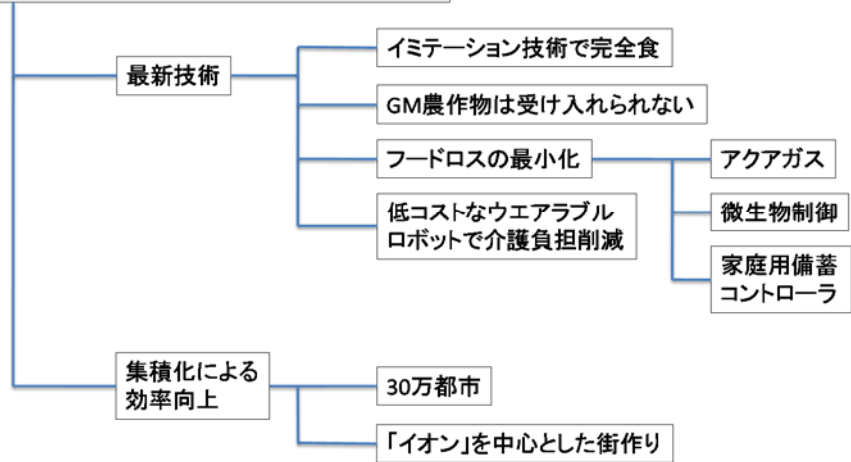 最新技術
イミテーション技術で完全食
GM農作物は受け入れられない
フードロスの最小化
アクアガス
微生物制御
家庭用備蓄
コントローラ
低コストなウエアラブル
ロボットで介護負担削減
集積化による
効率向上
30万都市
「イオン」を中心とした街作り